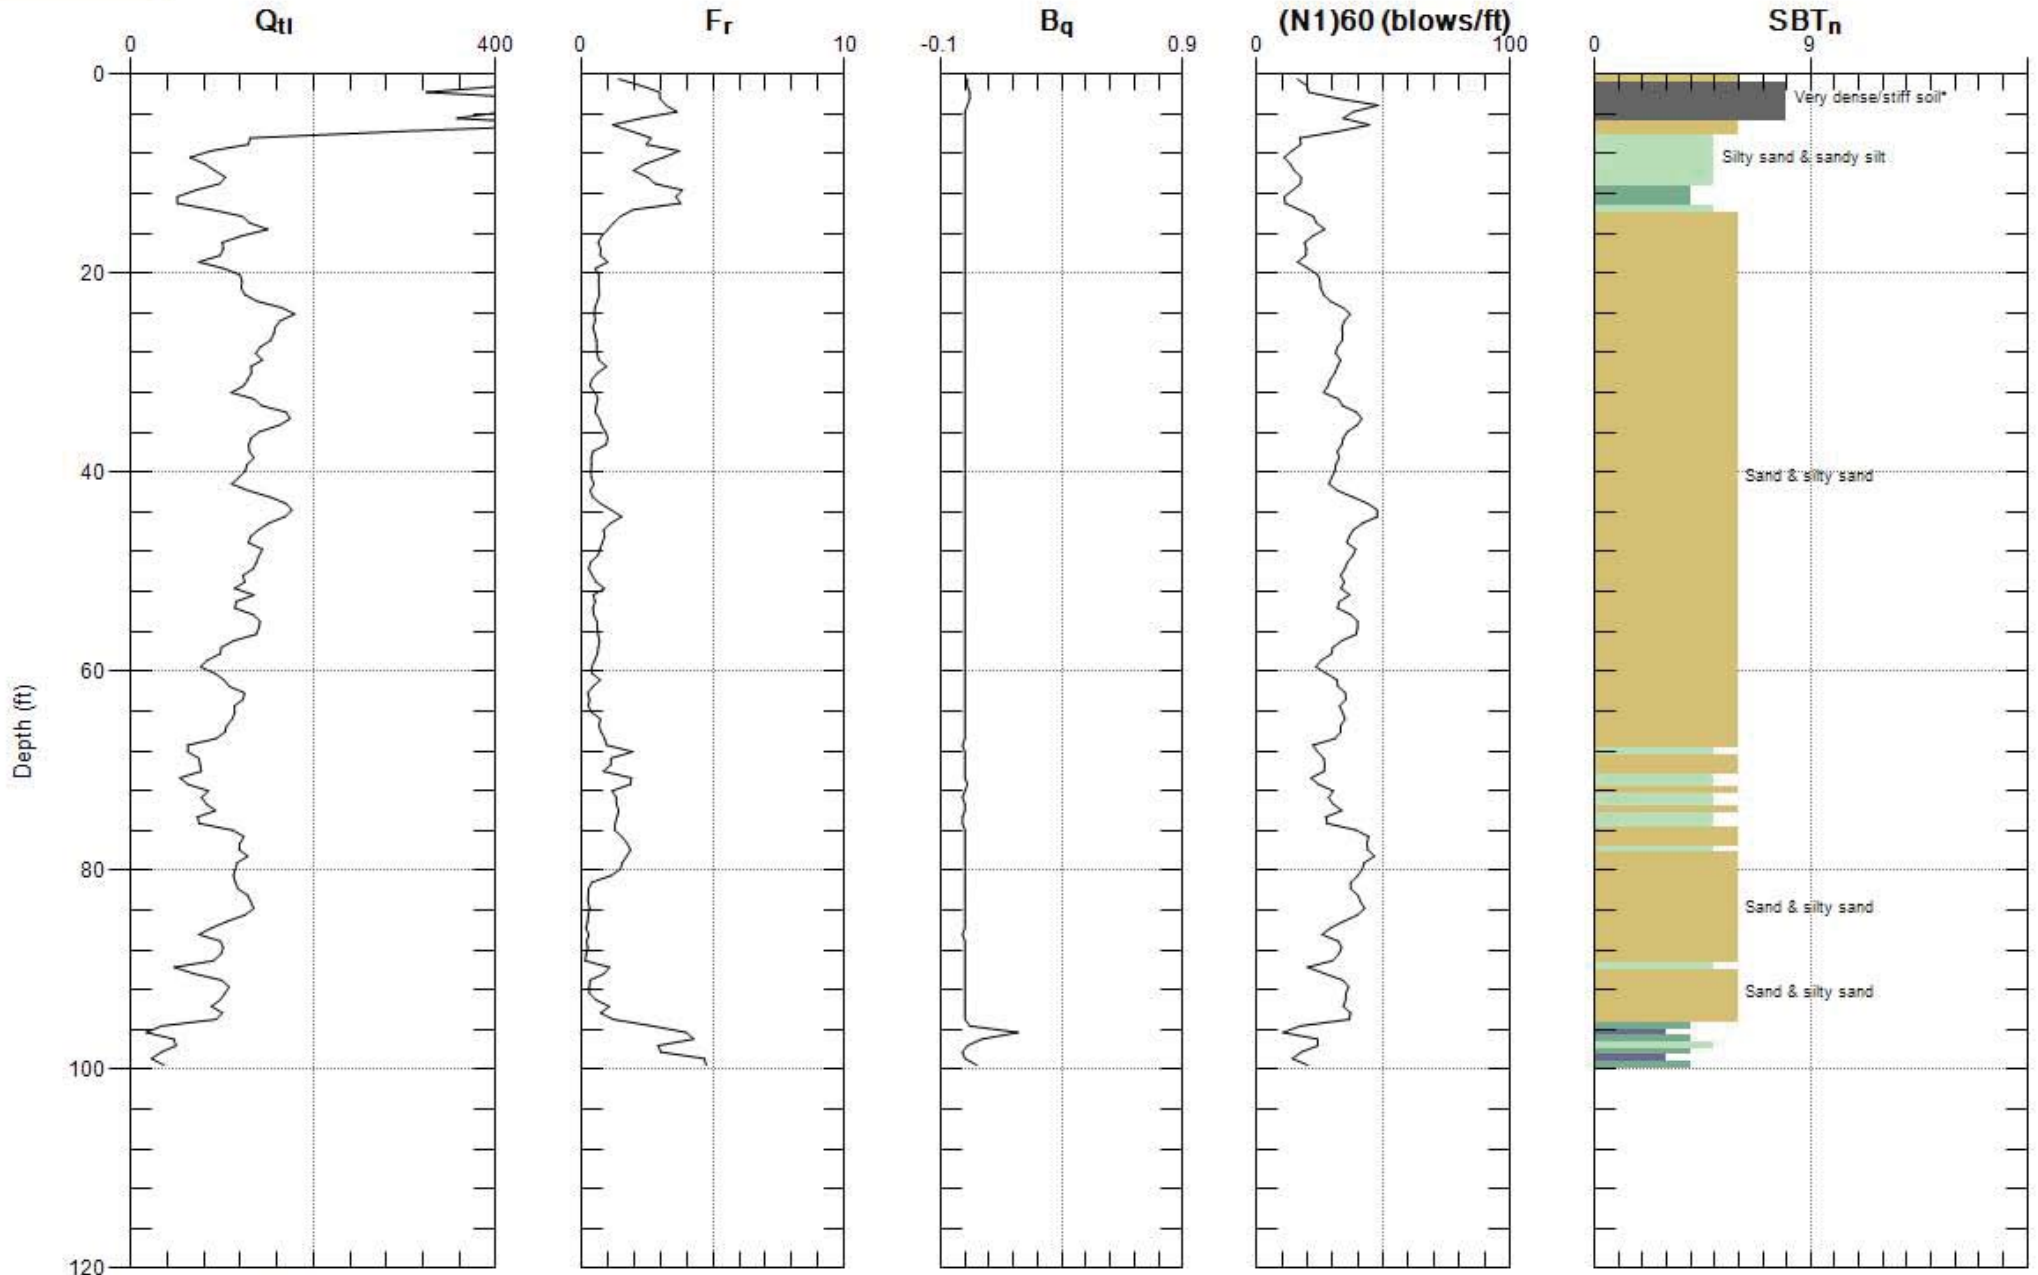 Qtl Fr Bq (N1)60 (blows/ft) SBTn
0 400 0 10 -0.1 0.9 0 100 0 9
0
Very dense/stiff soil*
Silty sand & sandy silt
20
40
Sand & silty sand
60
Depth (ft)
80
Sand & silty sand
Sand & silty sand
100
120